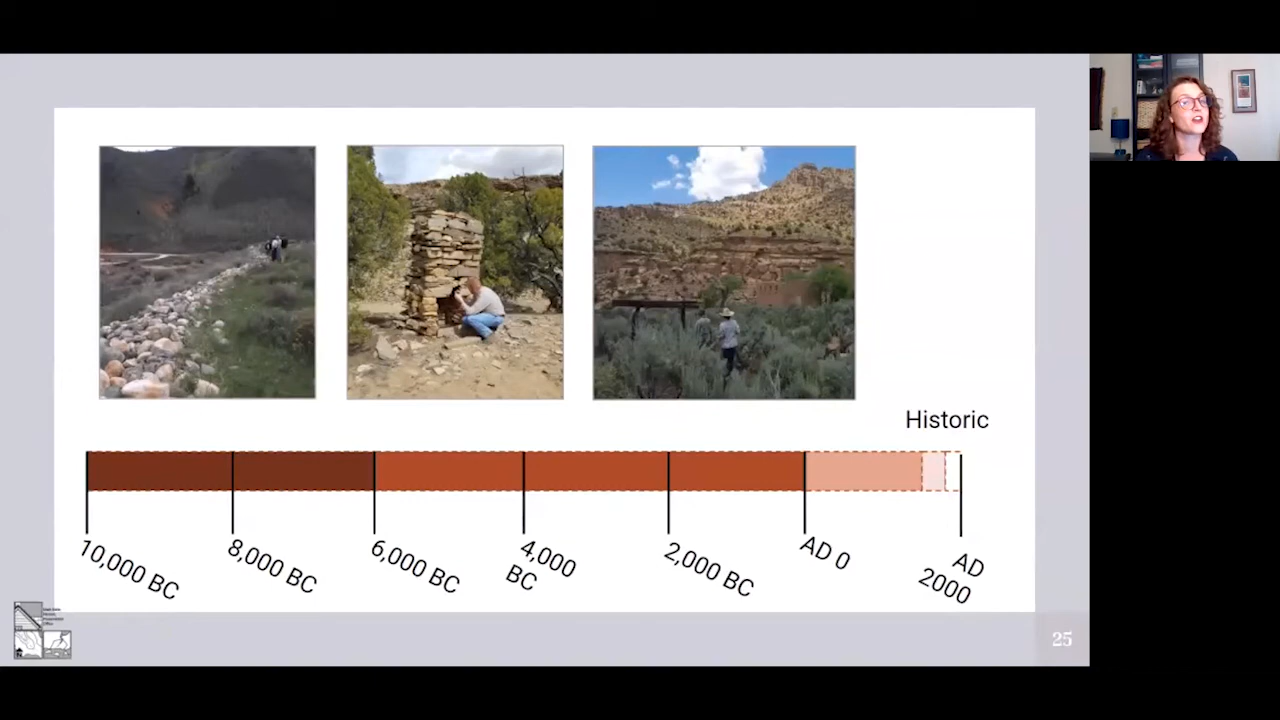 Historic
10,000 BC
8,000 BC
6,000 BC
4,000
BC
2,000 BC
AD 0
AD
2000
25